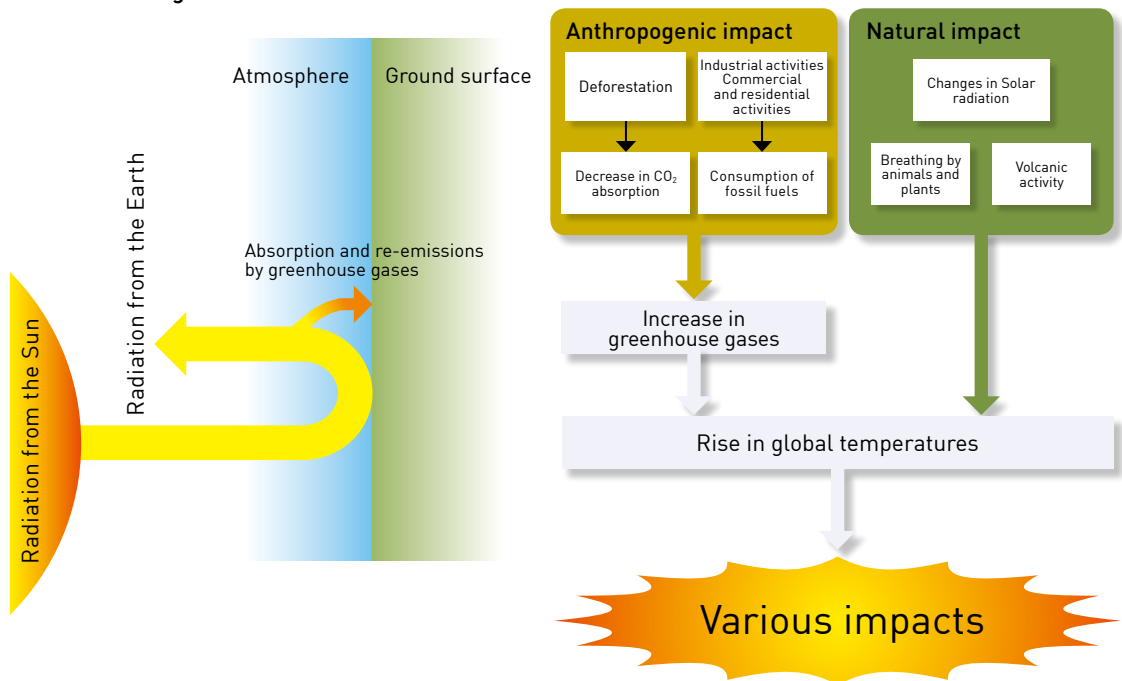 Atmosphere
Ground surface
Radiation from the Earth
Absorption and re-emissions
by greenhouse gases
Radiation from the Sun
Anthropogenic impact
Deforestation
Industrial activities
Commercial
and residential
activities
Decrease in CO₂
absorption
Consumption of
fossil fuels
Natural impact
Changes in Solar
radiation
Breathing by
animals and
plants
Volcanic
activity
Increase in
greenhouse gases
Rise in global temperatures
Various impacts